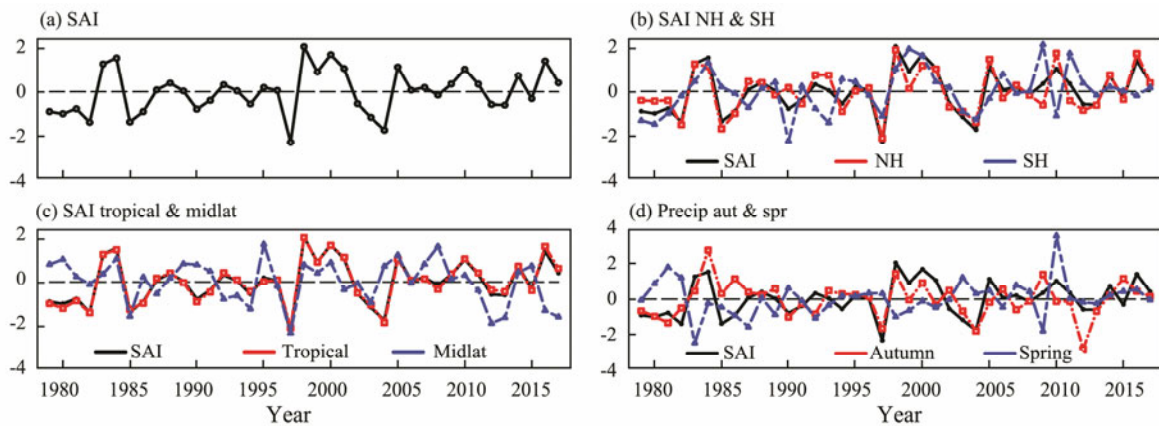 (a) SAI
2
0
-2
-4
(b) SAI NH & SH
2
0
-2
-4
SAI NH SH
(c) SAI tropical & midlat
2
0
-2
-4
SAI Tropical Midlat
1980 1985 1990 1995 2000 2005 2010 2015
Year
(d) Precip aut & spr
4
2
0
-2
-4
SAI Autumn Spring
1980 1985 1990 1995 2000 2005 2010 2015
Year